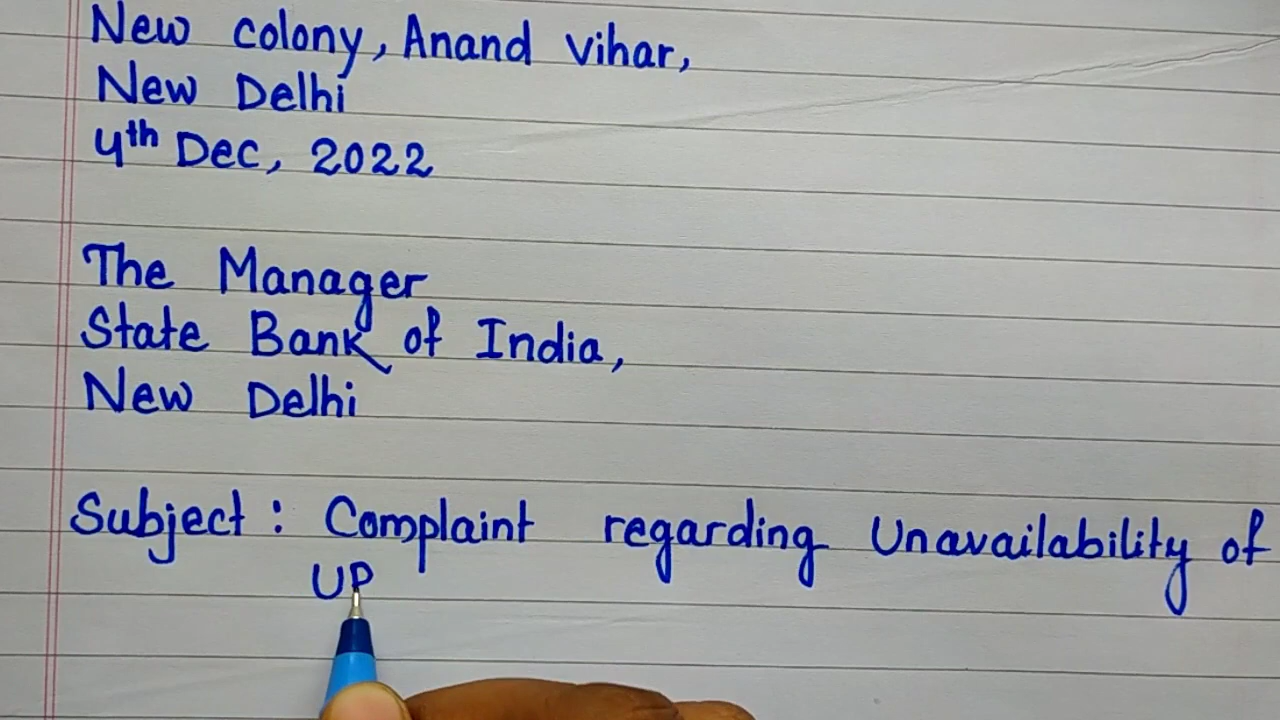 New colony, Anand vihar,
New Delhi
4th Dec, 2022
The Manager
State Bank of India,
New Delhi
Subject : Complaint regarding Unavailability of
UP